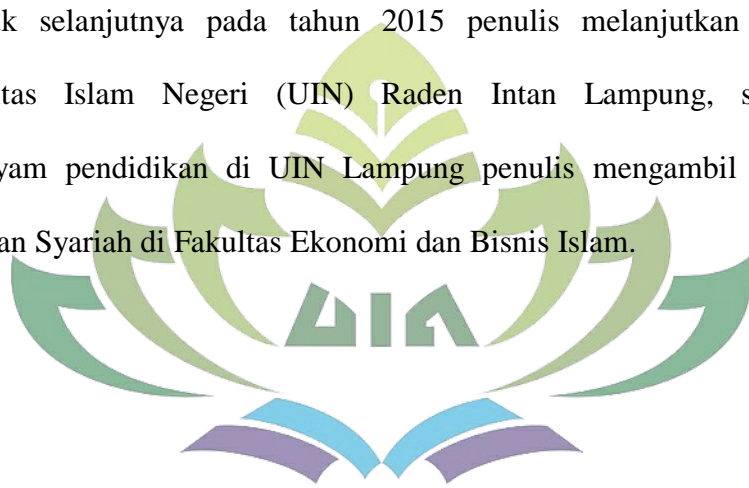 uk selanjutnya pada tahun 2015 penulis melanjutkan
tas Islam Negeri (UIN) Raden Intan Lampung, s
yam pendidikan di UIN Lampung penulis mengambil
an Syariah di Fakultas Ekonomi dan Bisnis Islam.
UIN